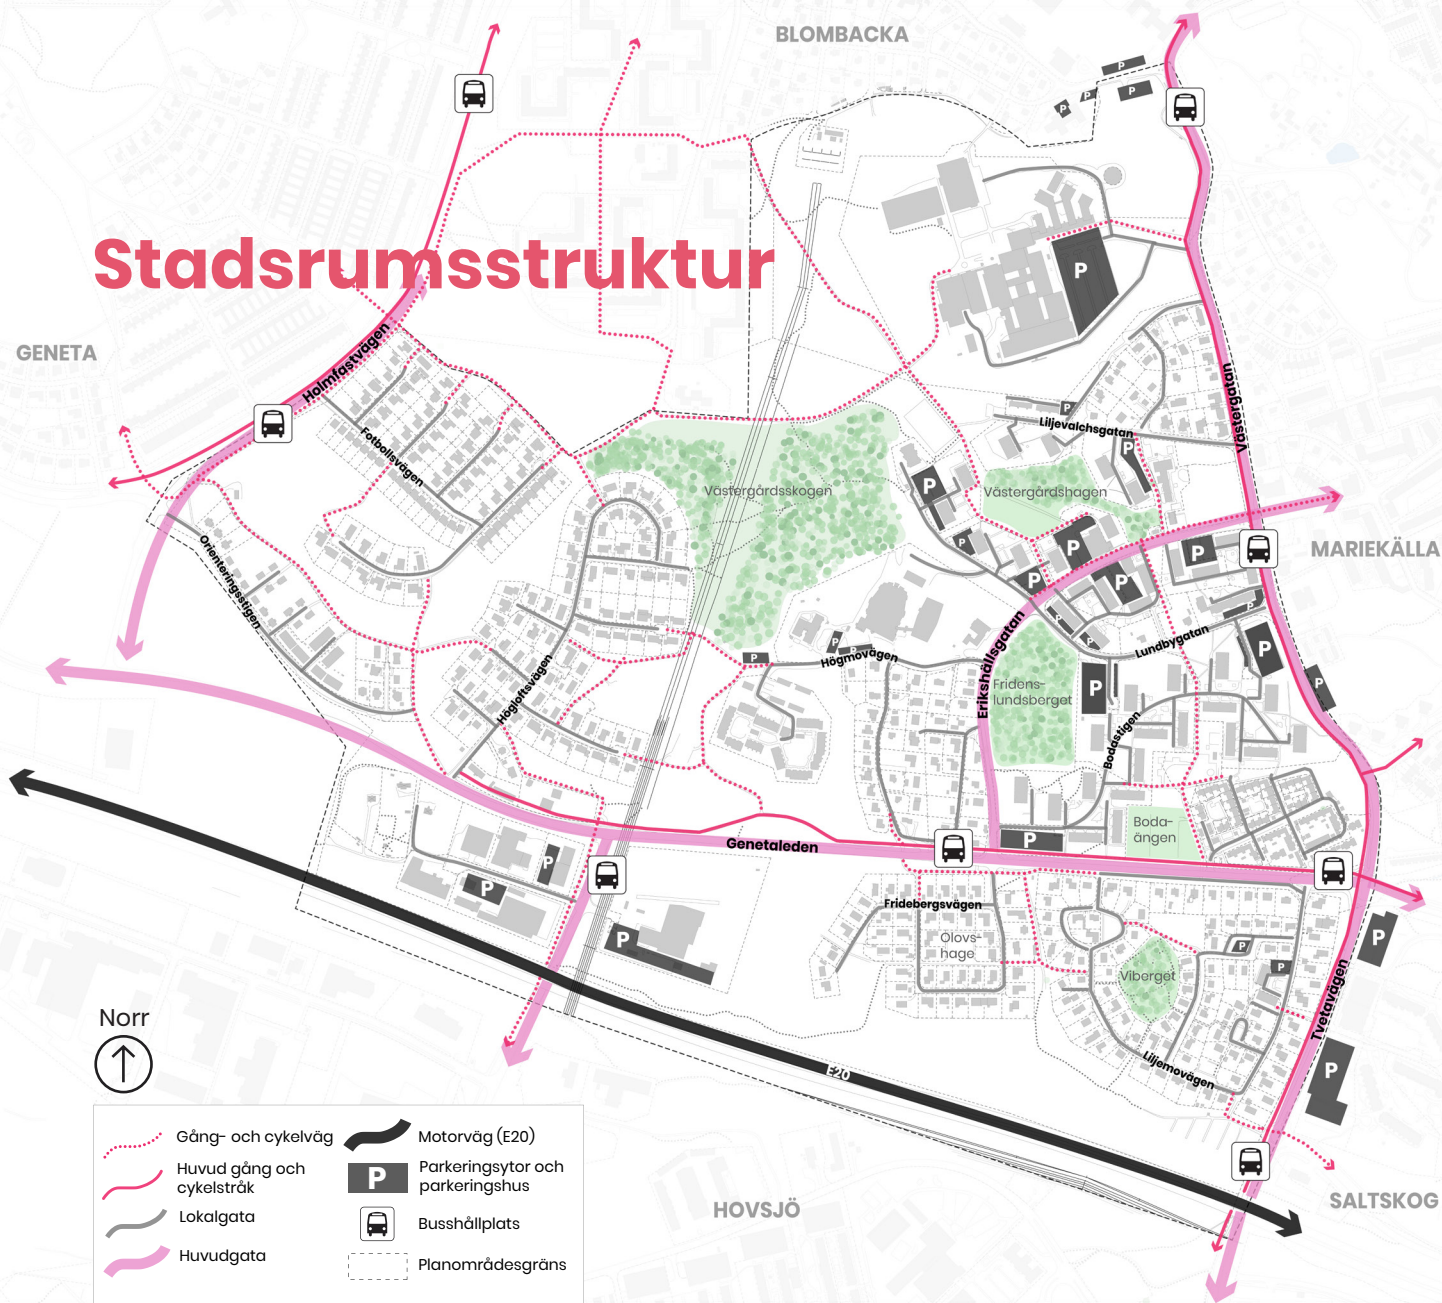 BLOMBACKA
P
P
P
P
Stadsrumsstruktur
P
GENETA
Holmfastvägen
Västergatan
P
Liljevalchsgatan
P
Fotbollsvägen
Västergårdsskogen
P
Västergårdshagen
MARIEKÄLLA
P
P
P
P
P
Orienteringsstigen
P
P
P
P
Erikshällsgatan
Lundbygatan
P
P
P
Högmovägen
P
Högloftsvägen
Fridens-
lundsberget
P
P
Bodastigen
Boda-
ängen
Genetaleden
P
P
P
Fridebergsvägen
Olovs-
hage
P
P
P
P
Viberget
Tvetavägen
Norr
Liljemovägen
P
E20
Gång- och cykelväg
Huvud gång och
cykelstråk
Lokalgata
Huvudgata
Motorväg (E20)
P
Parkeringsytor och
parkeringshus
Busshållplats
Planområdesgräns
HOVSJÖ
SALTSKOG